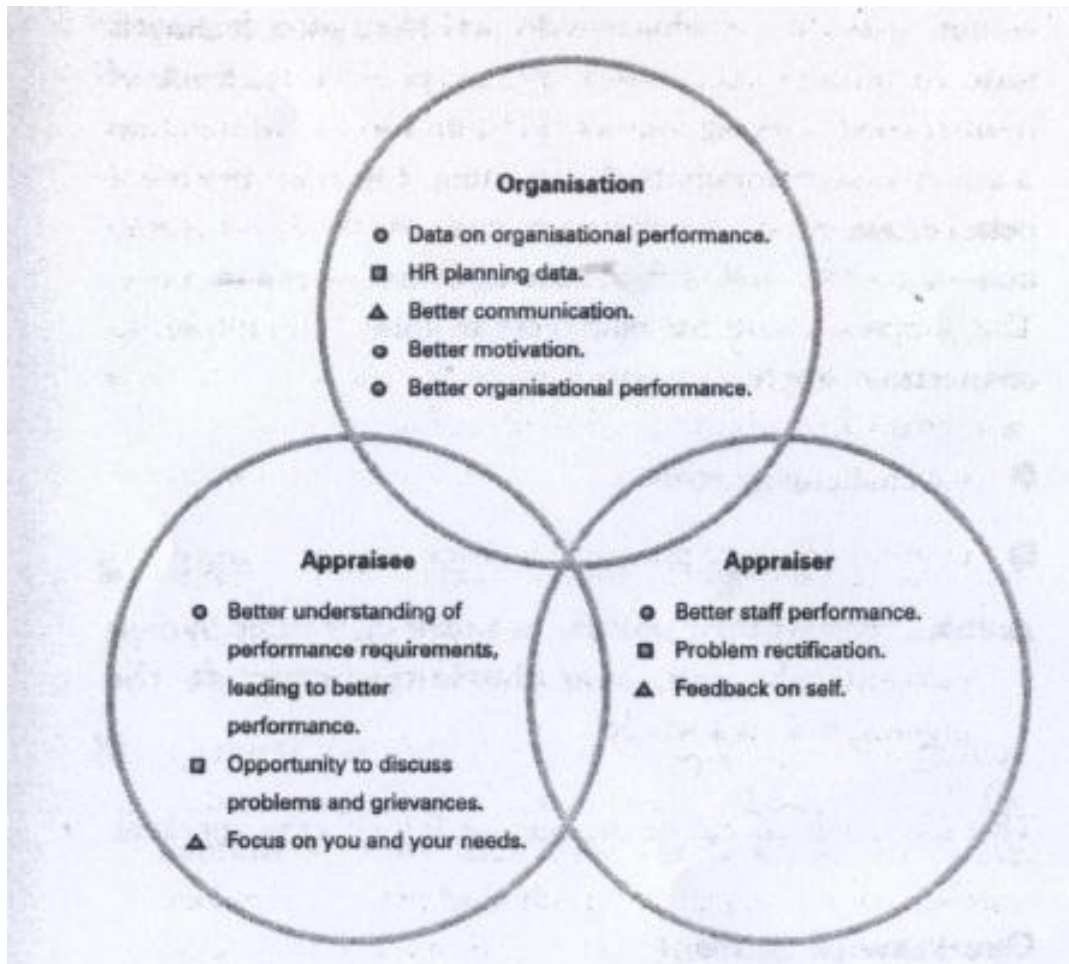 Organisation
Data on organisational performance.
HR planning data.
Better communication.
Better motivation.
Better organisational performance.
Appraisee
Better understanding of
performance requirements,
leading to better
performance.
Opportunity to discuss
problems and grievances.
Focus on you and your needs.
Appraiser
Better staff performance.
Problem rectification.
Feedback on self.